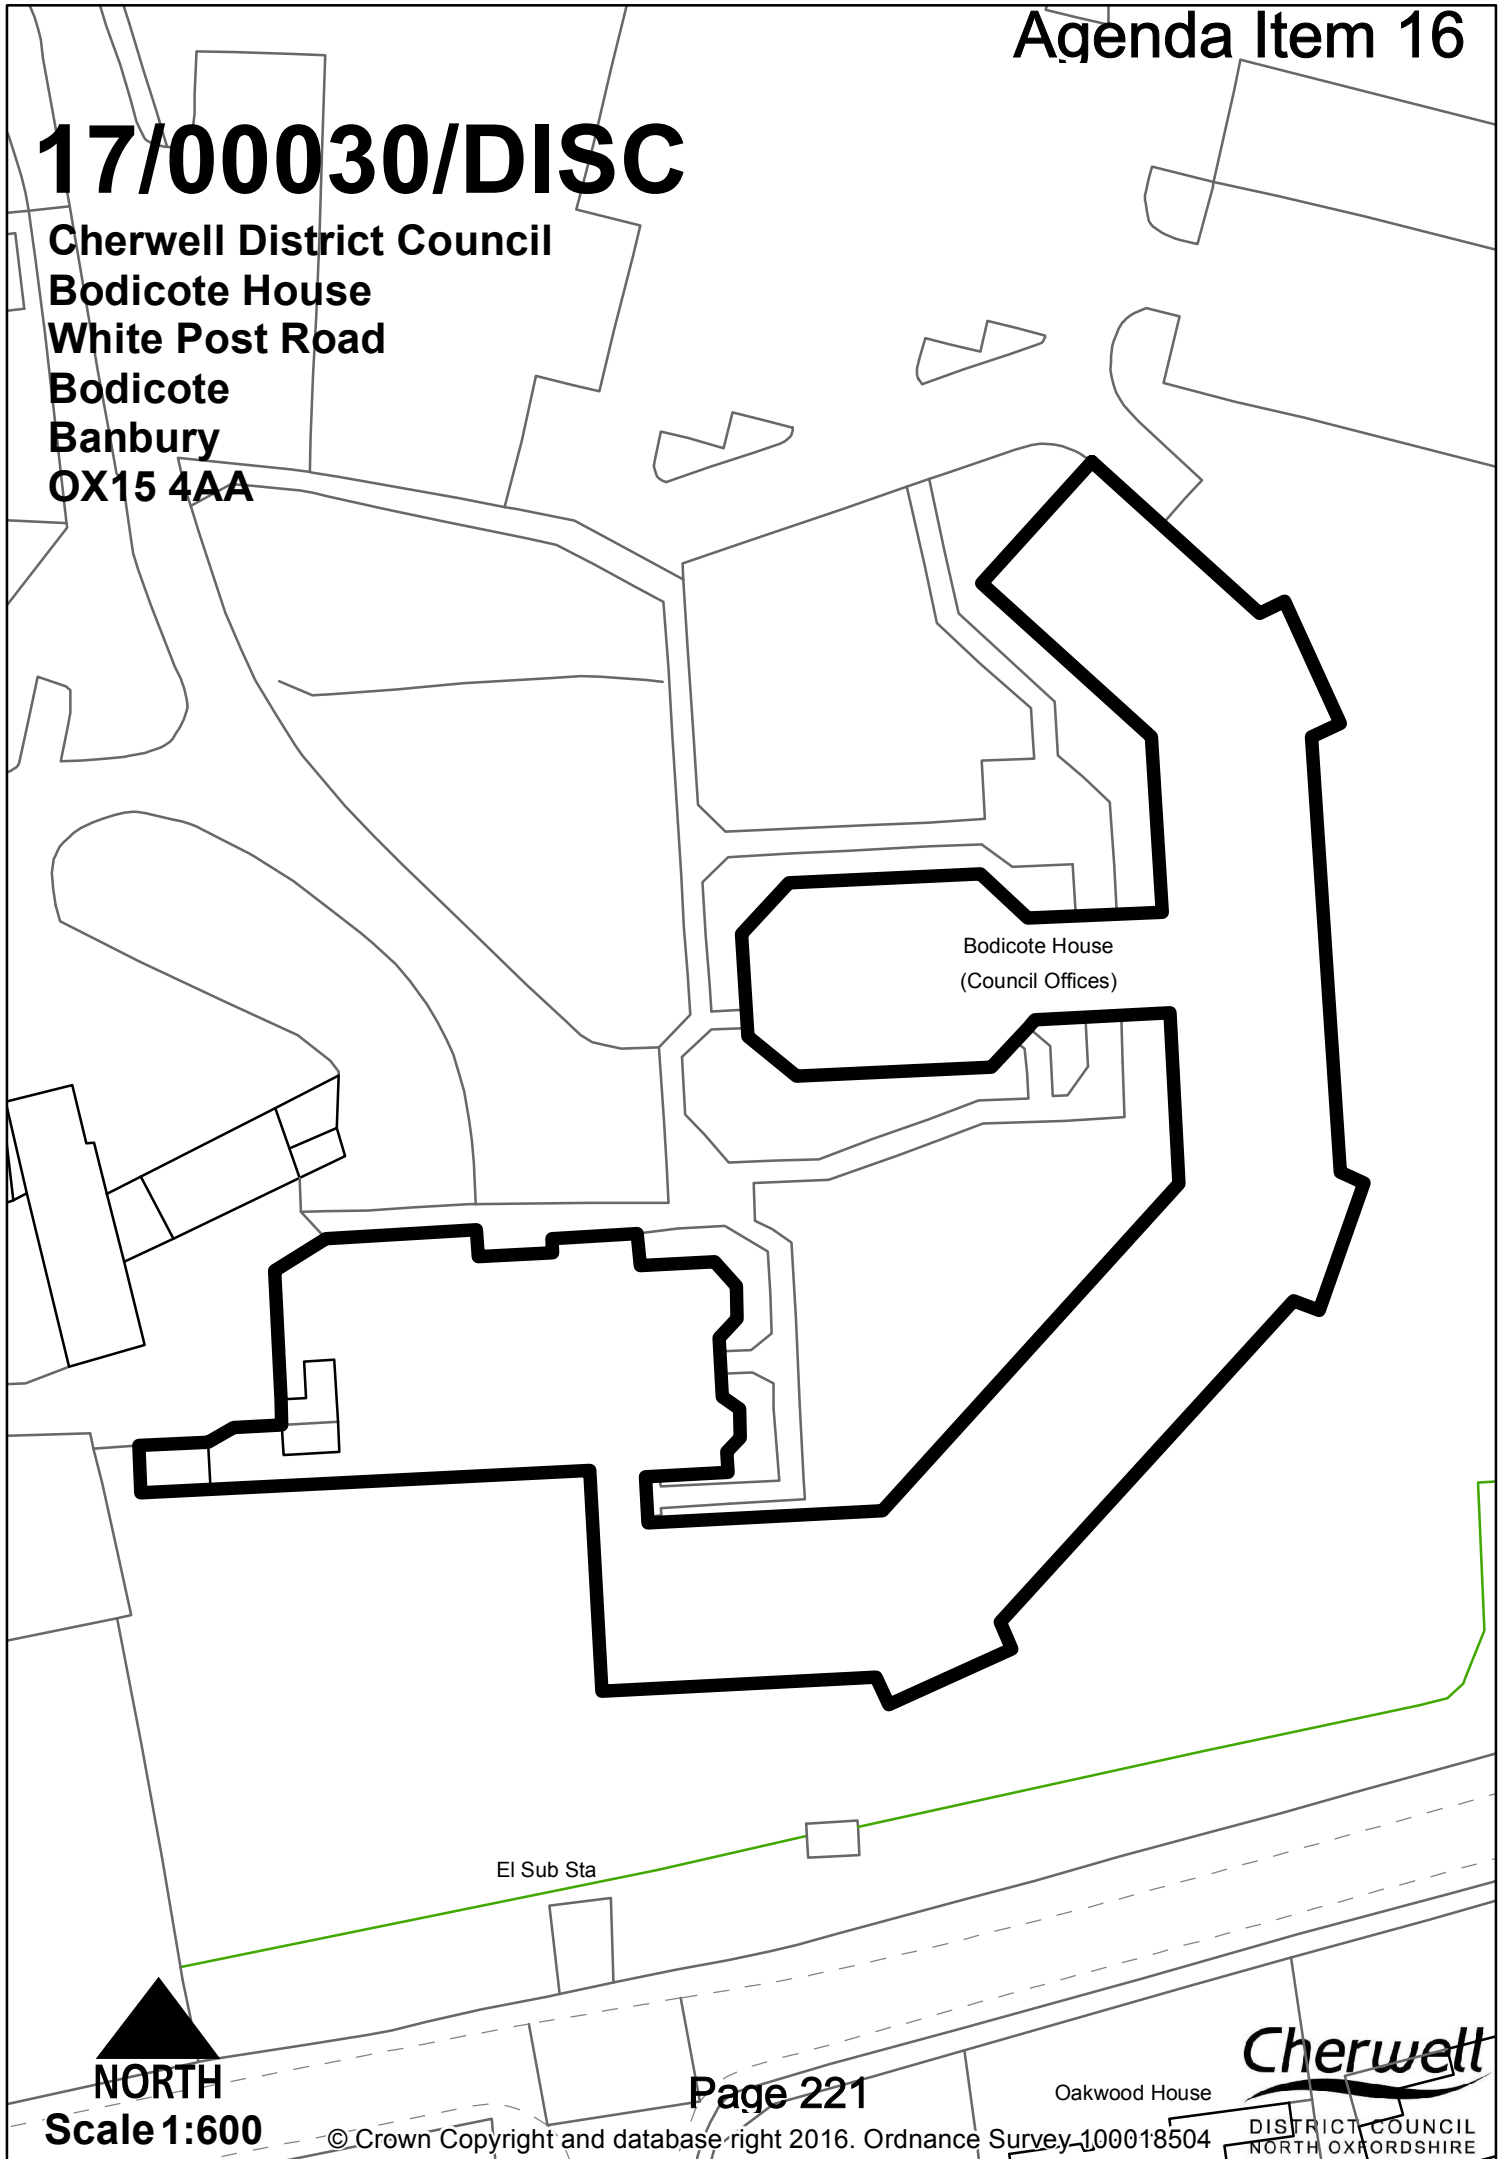 Agenda Item 16
17/00030/DISC
Cherwell District Council
Bodicote House
White Post Road
Bodicote
Banbury
OX15 4AA
Bodicote House
(Council Offices)
El Sub Sta
NORTH
Scale 1:600
Page 221
Oakwood House
© Crown Copyright and database right 2016. Ordnance Survey 100018504
Cherwell
DISTRICT COUNCIL
NORTH OXFORDSHIRE